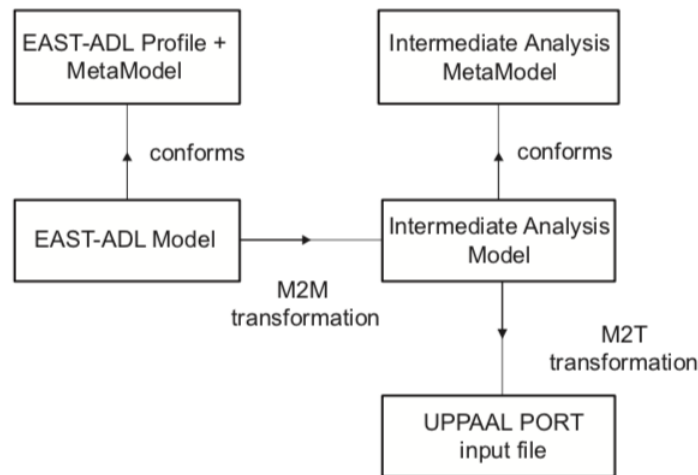 EAST-ADL Profile +
MetaModel
Intermediate Analysis
MetaModel
conforms
conforms
EAST-ADL Model
Intermediate Analysis
Model
M2M
transformation
M2T
transformation
UPPAAL PORT
input file